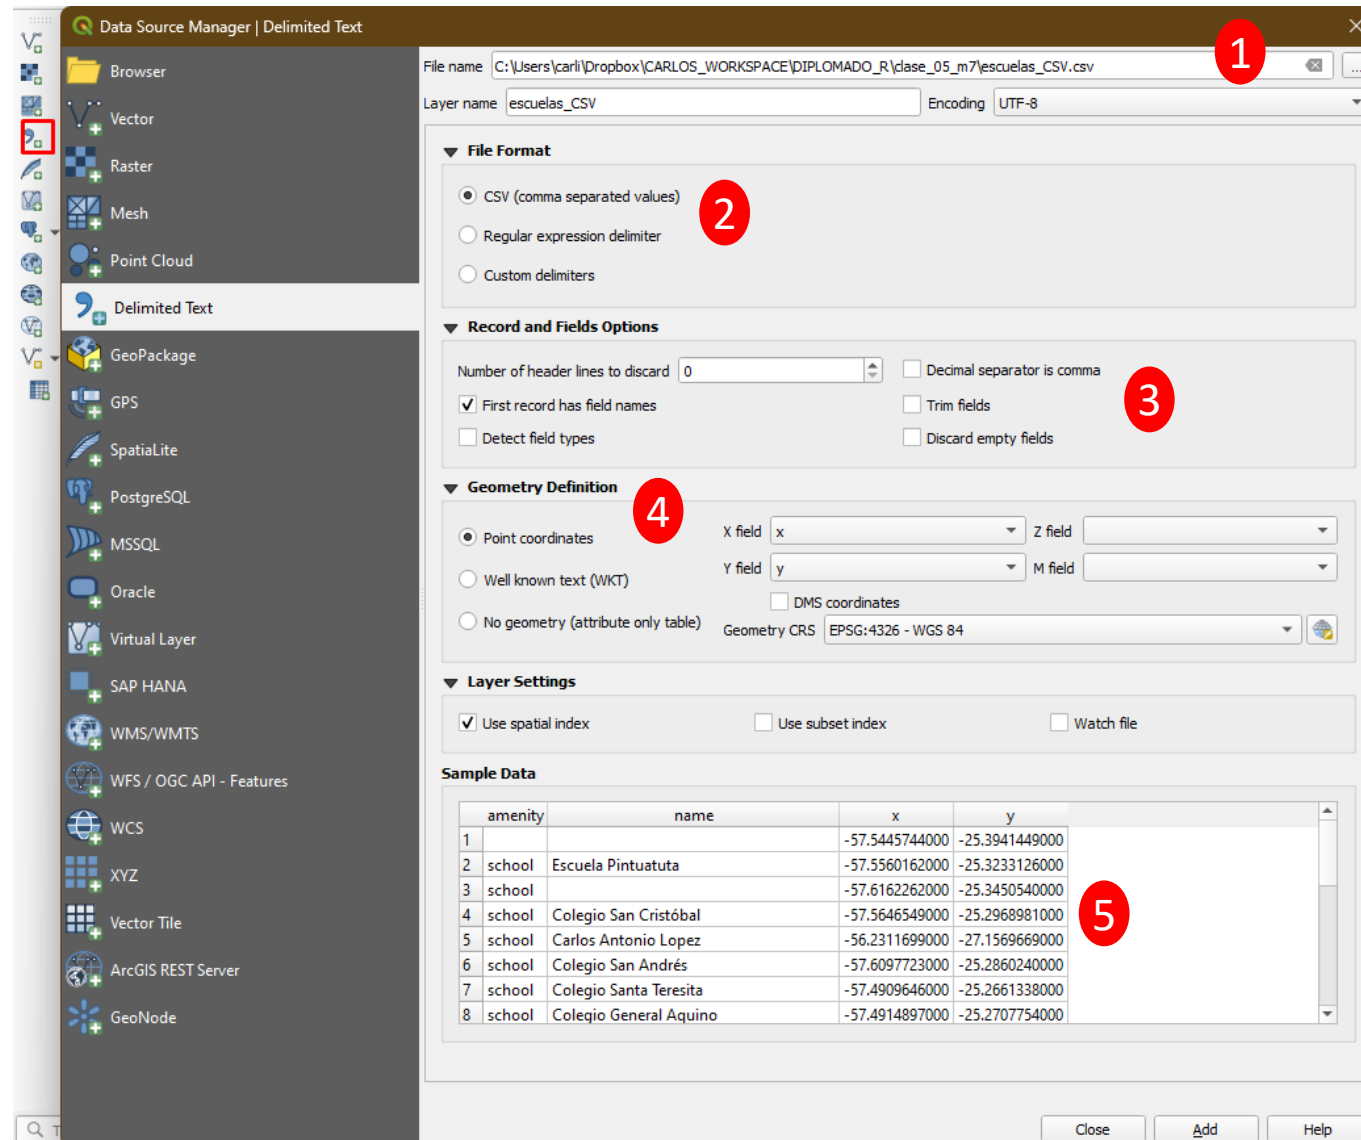 Data Source Manager | Delimited Text
Browser
Vector
Raster
Mesh
Point Cloud
Delimited Text
GeoPackage
GPS
SpatiaLite
PostgreSQL
MSSQL
Oracle
Virtual Layer
SAP HANA
WMS/WMTS
WFS / OGC API - Features
WCS
XYZ
Vector Tile
ArcGIS REST Server
GeoNode
File name C:\Users\carli\Dropbox\CARLOS_WORKSPACE\DIPLOMADO_R\clase_05_m7\escuelas_CSV.csv 1 ...
Layer name escuelas_CSV Encoding UTF-8
File Format
CSV (comma separated values)
2
Regular expression delimiter
Custom delimiters
Record and Fields Options
Number of header lines to discard 0 Decimal separator is comma
First record has field names Trim fields 3
Detect field types Discard empty fields
Geometry Definition
4
Point coordinates X field x Z field
Well known text (WKT) Y field y M field
DMS coordinates
No geometry (attribute only table) Geometry CRS EPSG:4326 - WGS 84
Layer Settings
Use spatial index Use subset index Watch file
Sample Data
amenity name x y
1 -57.5445744000 -25.3941449000
2 school Escuela Pintuatuta -57.5560162000 -25.3233126000
3 school -57.6162262000 -25.3450540000
4 school Colegio San Cristóbal -57.5646549000 -25.2968981000
5
5 school Carlos Antonio Lopez -56.2311699000 -27.1569669000
6 school Colegio San Andrés -57.6097723000 -25.2860240000
7 school Colegio Santa Teresita -57.4909646000 -25.2661338000
8 school Colegio General Aquino -57.4914897000 -25.2707754000
Close Add Help